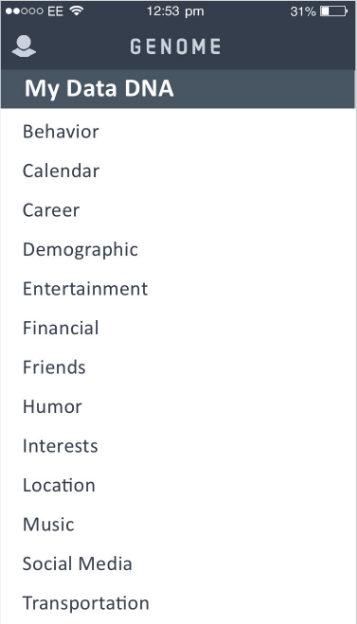 ●●○○○ EE 12:53 pm 31%
GENOME
My Data DNA
Behavior
Calendar
Career
Demographic
Entertainment
Financial
Friends
Humor
Interests
Location
Music
Social Media
Transportation